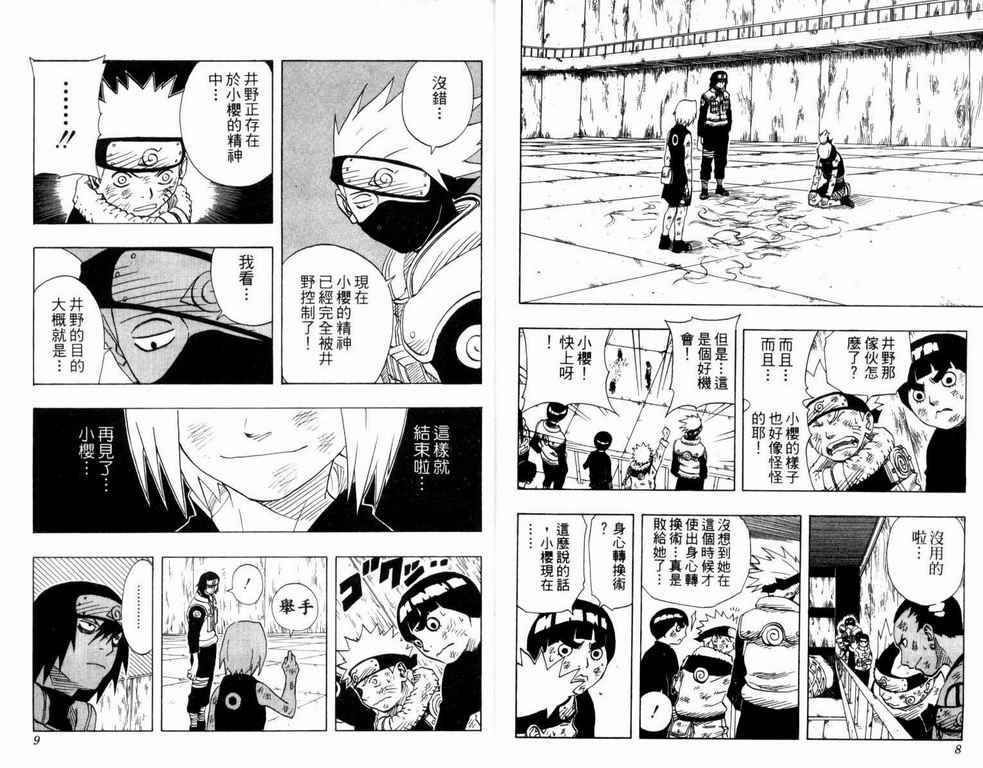 井野那
傢伙怎
麼了？
而且…
而且…
小櫻的樣子
也好像怪怪
的耶！
但是…這
是個好機
會！
小櫻！
快上呀
！
沒用的
啦…
沒想到她在
這個時候才
使出身心轉
換術…真是
敗給她了…
！
身心轉換術
？
這麼說的話
，小櫻現在
…
8
沒錯…
現在
小櫻的精神
已經完全被井
野控制了！
井野正存在
於小櫻的精神
中…
……!!
我看…
井野的目的
大概就是…
這樣就
結束啦…
再見了…
小櫻…
ゴゴゴ…
舉手
！
………
9